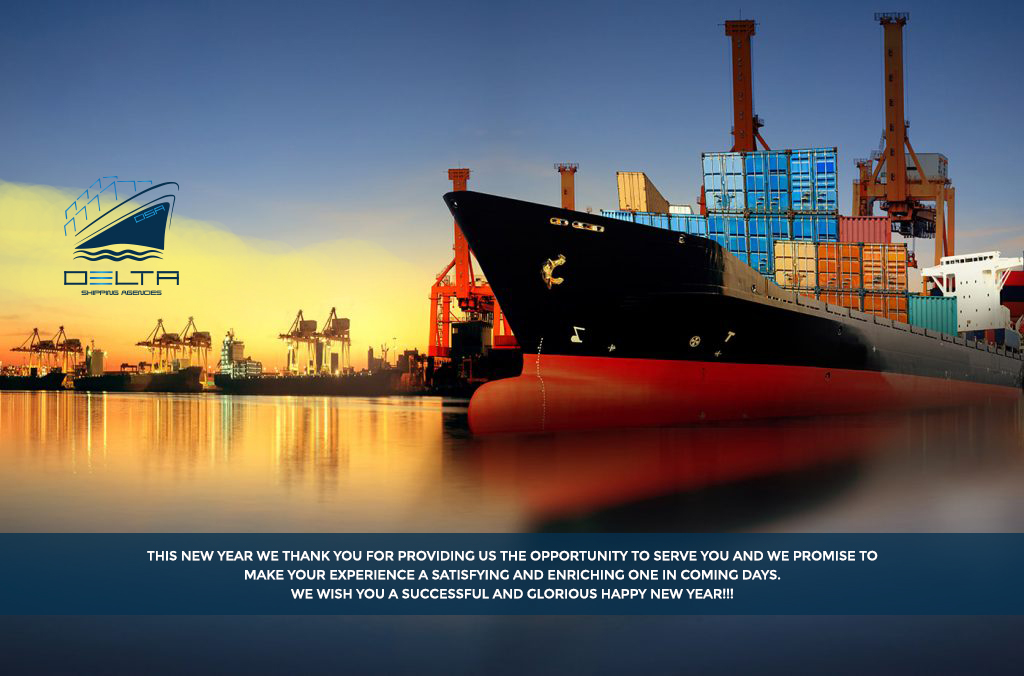 DSA
DELTA
SHIPPING AGENCIES
THIS NEW YEAR WE THANK YOU FOR PROVIDING US THE OPPORTUNITY TO SERVE YOU AND WE PROMISE TO
MAKE YOUR EXPERIENCE A SATISFYING AND ENRICHING ONE IN COMING DAYS.
WE WISH YOU A SUCCESSFUL AND GLORIOUS HAPPY NEW YEAR!!!